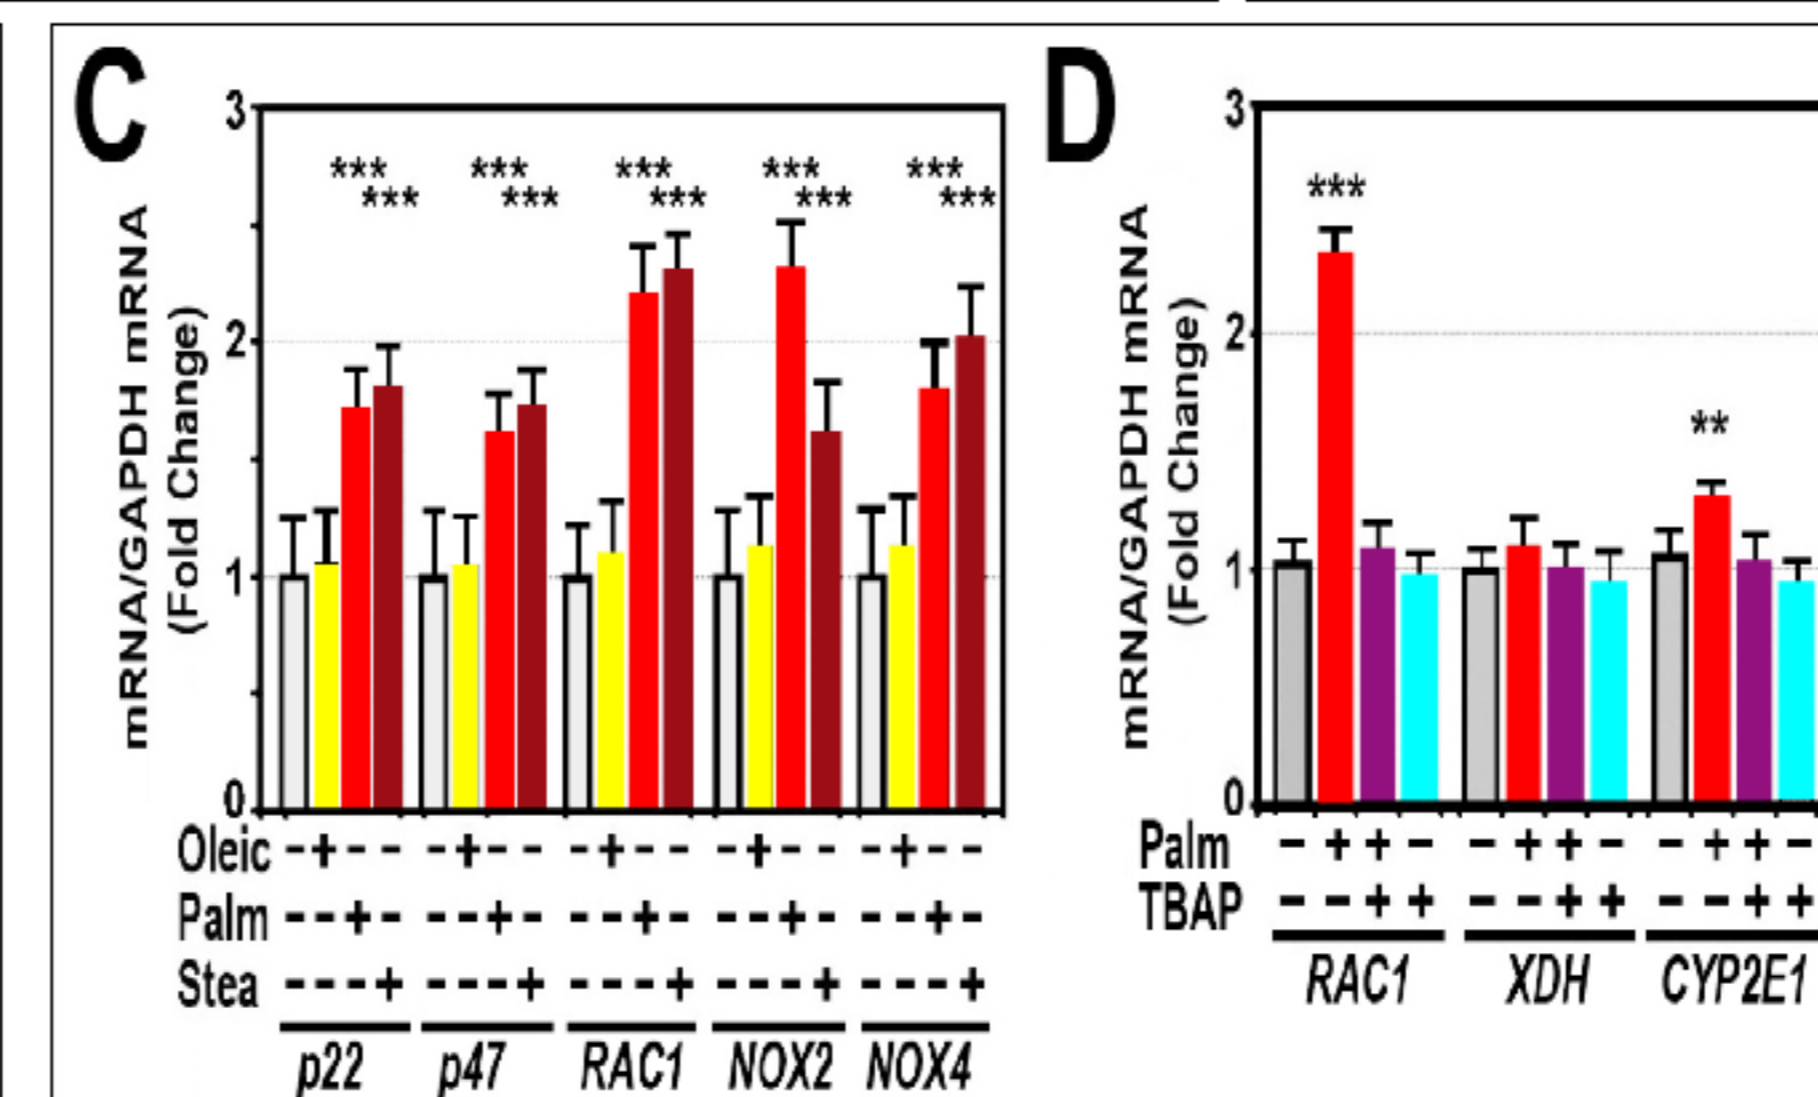 C
mRNA/GAPDH mRNA
(Fold Change)
3
2
1
0
*** *** *** *** ***
*** *** *** *** ***
Oleic - + - - - + - - - + - - - + - - - + - -
Palm - - + - - - + - - - + - - - + - - - + -
Stea - - - + - - - + - - - + - - - + - - - +
p22 p47 RAC1 NOX2 NOX4
D
mRNA/GAPDH mRNA
(Fold Change)
3
2
1
0
***
**
Palm - + + - - + + - - + + -
TBAP - - + + - - + + - - + +
RAC1 XDH CYP2E1